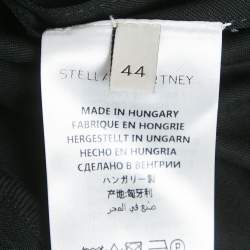 44
STELLA McCARTNEY
MADE IN HUNGARY
FABRIQUE EN HONGRIE
HERGESTELLT IN UNGARN
HECHO EN HUNGRIA
СДЕЛАНО В ВЕНГРИИ
ハンガリー製
产地:匈牙利
صنع في المجر